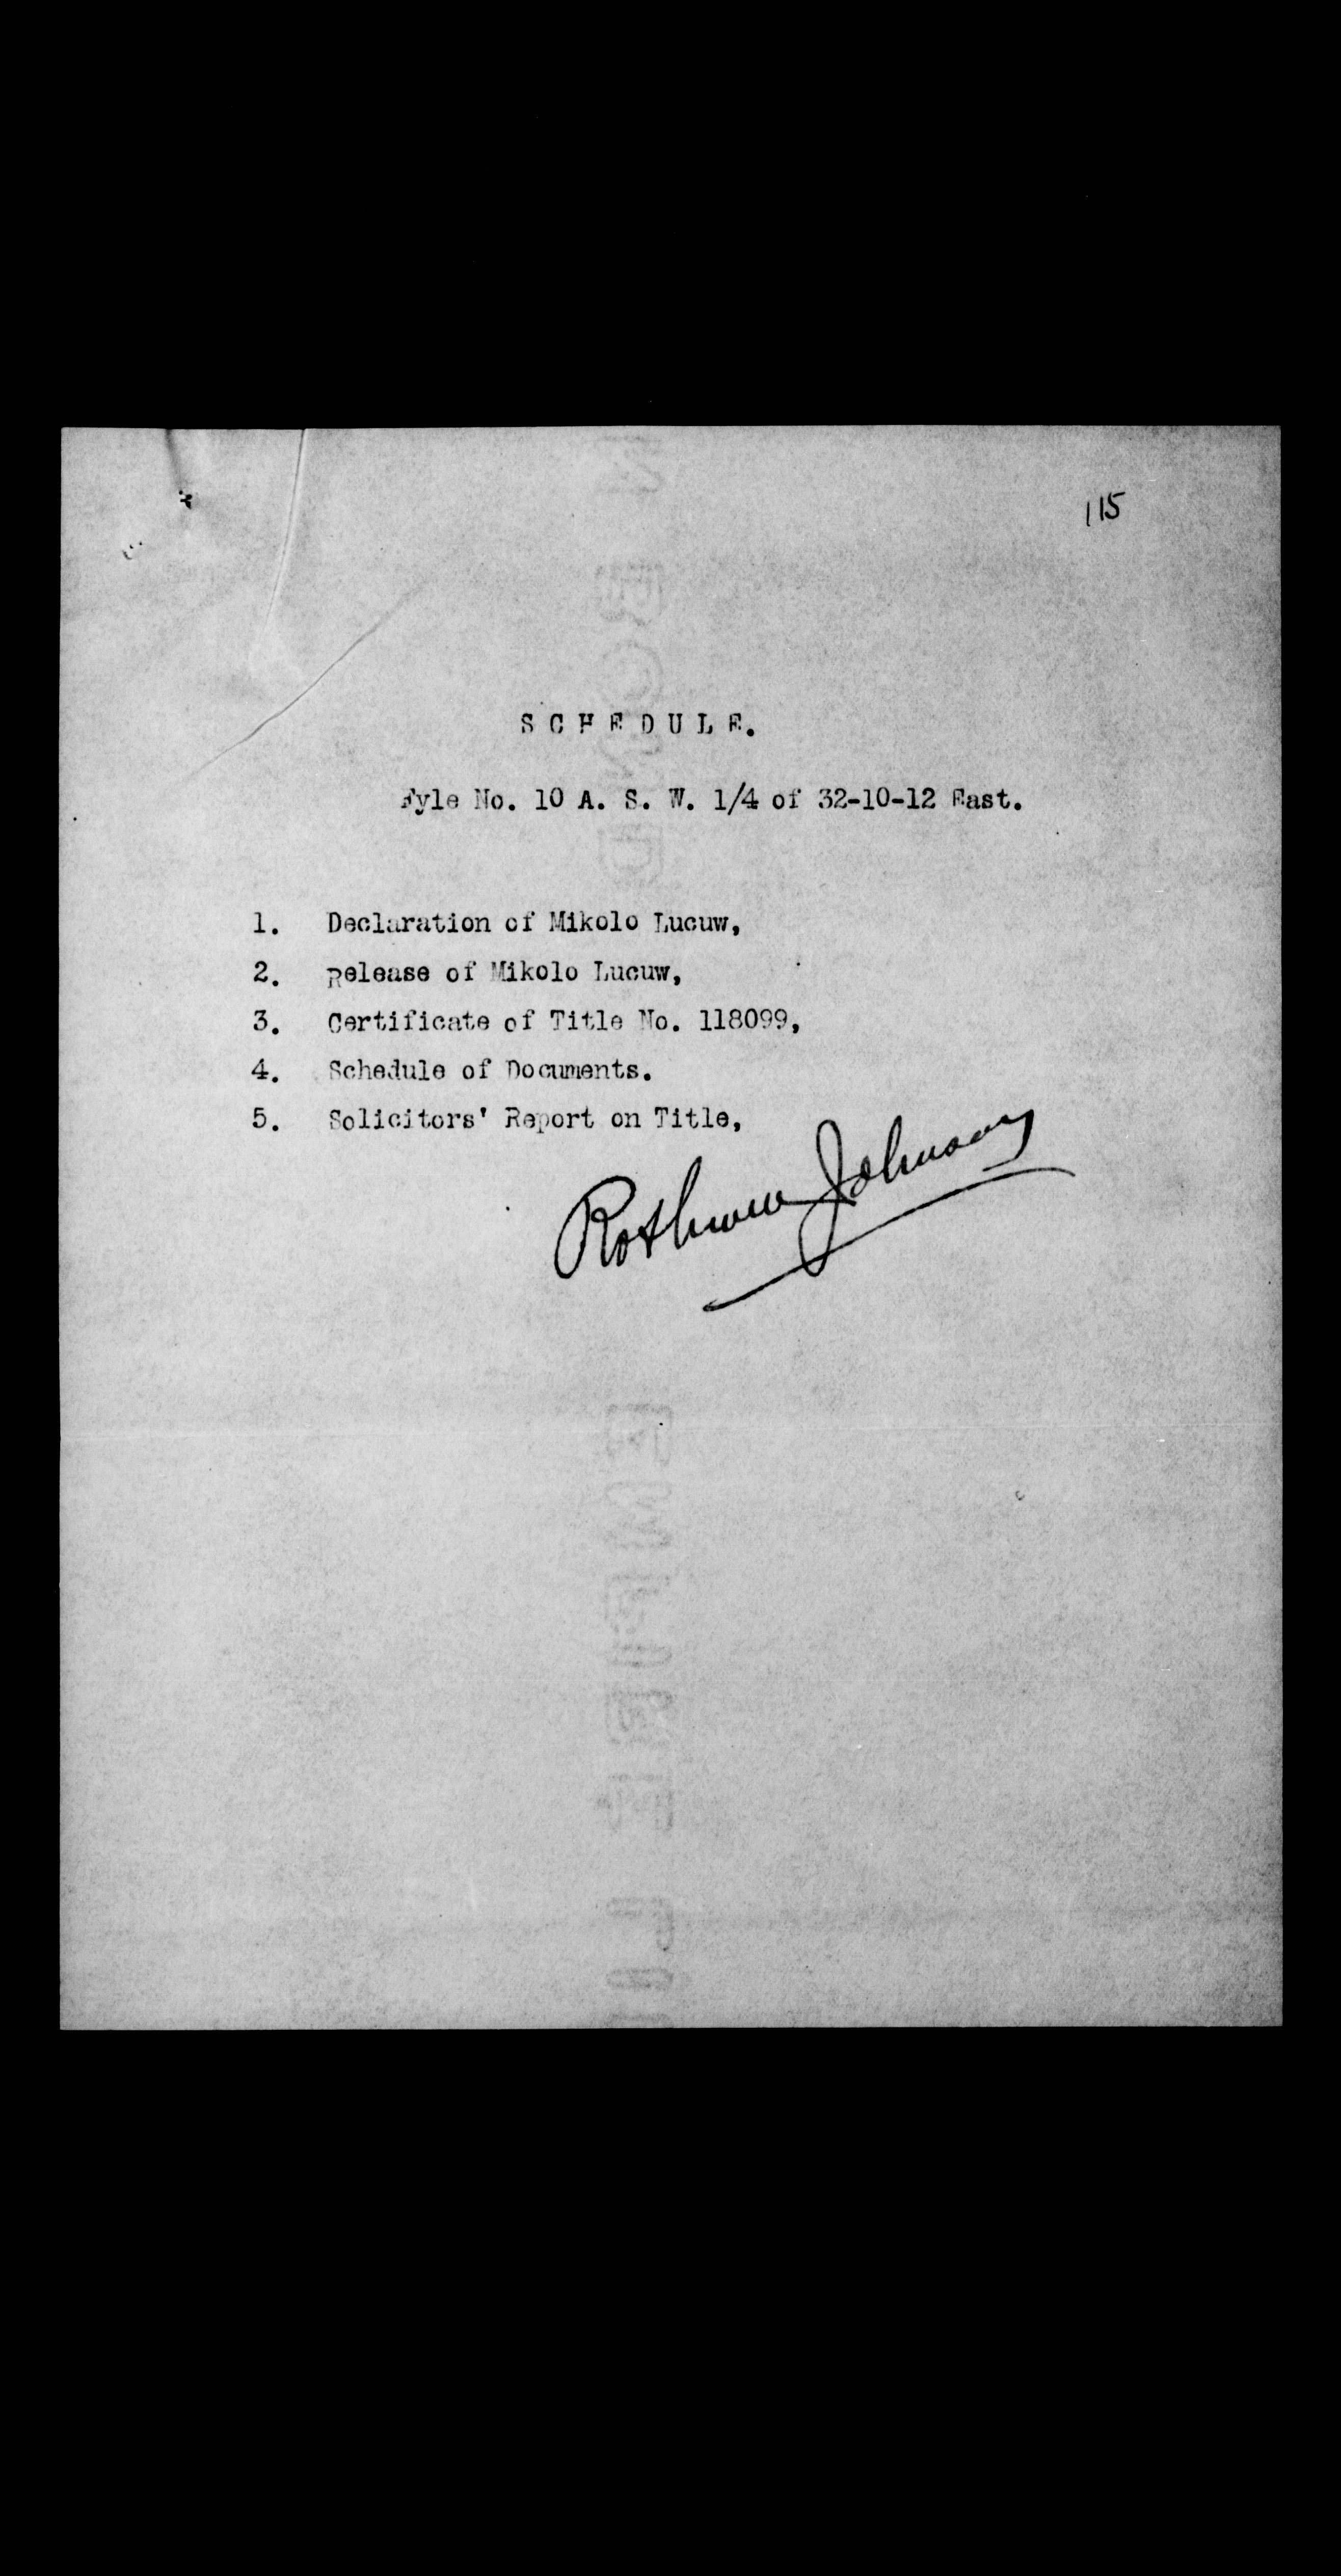 115
SCHEDULE.
Fyle No. 10 A. S. W. 1/4 of 32-10-12 East.
1. Declaration of Mikolo Lucuw,
2. Release of Mikolo Lucuw,
3. Certificate of Title No. 118099,
4. Schedule of Documents.
5. Solicitors' Report on Title,
Johnson